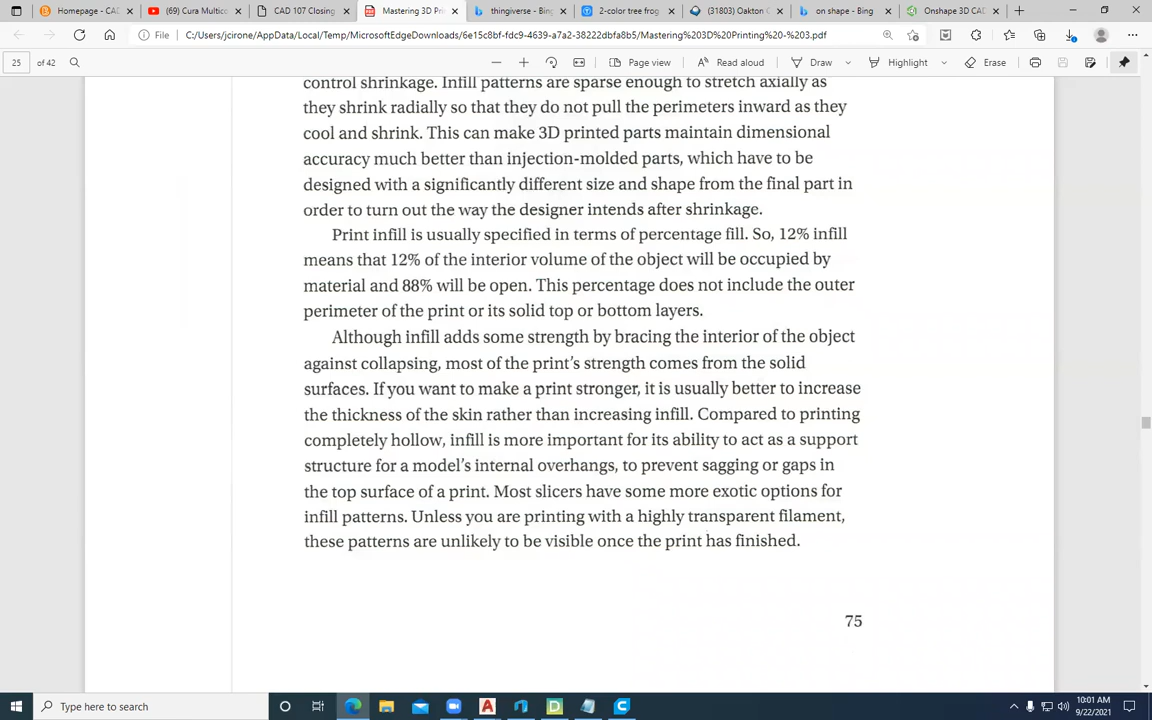 Homepage - CAC
(69) Cura Multico
CAD 107 Closing
Mastering 3D Prin
thingiverse - Bing
2-color tree frog
(31803) Oakton C
on shape - Bing
Onshape 3D CAD
File
C:/Users/jcirone/AppData/Local/Temp/MicrosoftEdgeDownloads/6e15c8bf-fdc9-4639-a7a2-38222dbfa8b5/Mastering%203D%20Printing%20-%203.pdf
25 of 42
Page view
Read aloud
Draw
Highlight
Erase
control shrinkage. Infill patterns are sparse enough to stretch axially as
they shrink radially so that they do not pull the perimeters inward as they
cool and shrink. This can make 3D printed parts maintain dimensional
accuracy much better than injection-molded parts, which have to be
designed with a significantly different size and shape from the final part in
order to turn out the way the designer intends after shrinkage.
Print infill is usually specified in terms of percentage fill. So, 12% infill
means that 12% of the interior volume of the object will be occupied by
material and 88% will be open. This percentage does not include the outer
perimeter of the print or its solid top or bottom layers.
Although infill adds some strength by bracing the interior of the object
against collapsing, most of the print's strength comes from the solid
surfaces. If you want to make a print stronger, it is usually better to increase
the thickness of the skin rather than increasing infill. Compared to printing
completely hollow, infill is more important for its ability to act as a support
structure for a model's internal overhangs, to prevent sagging or gaps in
the top surface of a print. Most slicers have some more exotic options for
infill patterns. Unless you are printing with a highly transparent filament,
these patterns are unlikely to be visible once the print has finished.
75
Type here to search
10:01 AM
9/22/2021